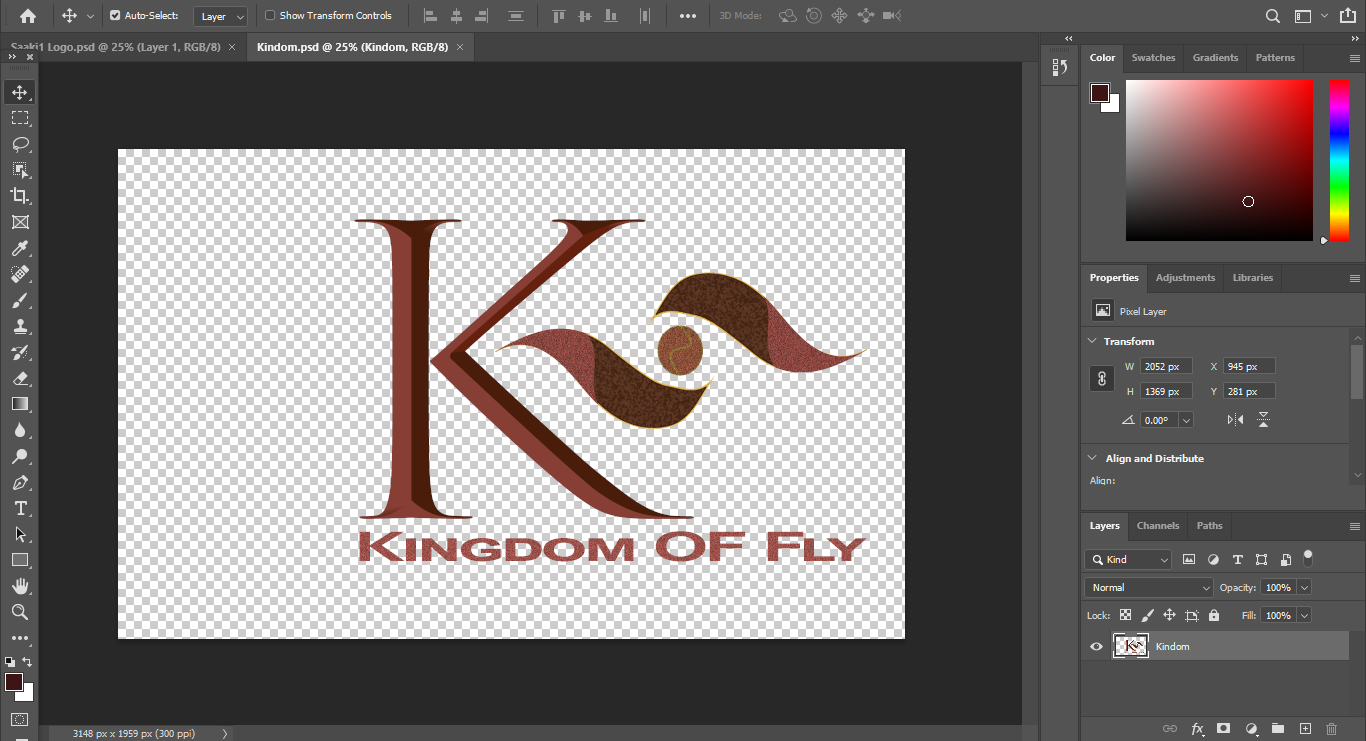 Auto-Select:
Layer
Show Transform Controls
3D Mode:
Saaki1 Logo.psd @ 25% (Layer 1, RGB/8) ×
Kindom.psd @ 25% (Kindom, RGB/8) ×
Color
Swatches
Gradients
Patterns
Properties
Adjustments
Libraries
Pixel Layer
Transform
W 2052 px X 945 px
H 1369 px Y 281 px
0.00°
Align and Distribute
Align:
KINGDOM OF FLY
Layers
Channels
Paths
Kind
Normal
Opacity: 100%
Lock:
Fill: 100%
Kindom
3148 px x 1959 px (300 ppi)